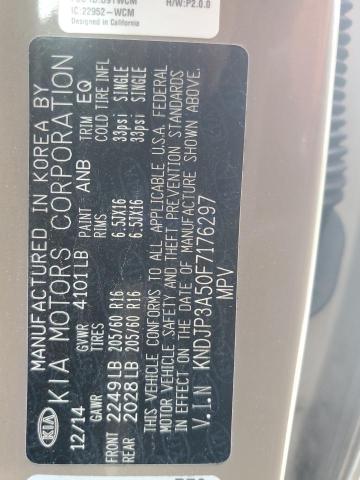 IC:22952-WCM
H/W:P2.0.0
Designed in California
KIA
MANUFACTURED IN KOREA BY
KIA MOTORS CORPORATION
12/14 GVWR 4101LB PAINT ANB TRIM EQ
GAWR TIRES RIMS COLD TIRE INFL
FRONT 2249LB 205/60 R16 6.5JX16 33psi SINGLE
REAR 2028LB 205/60 R16 6.5JX16 33psi SINGLE
THIS VEHICLE CONFORMS TO ALL APPLICABLE U.S.A. FEDERAL
MOTOR VEHICLE SAFETY AND THEFT PREVENTION STANDARDS
IN EFFECT ON THE DATE OF MANUFACTURE SHOWN ABOVE.
V.I.N KNDJP3A50F7176297
MPV